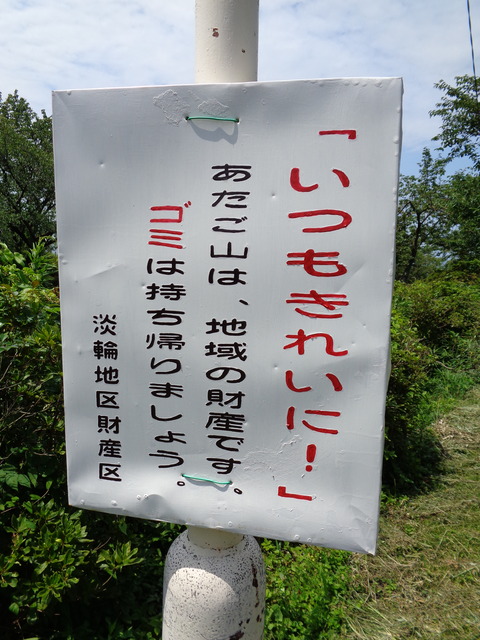 「いつもきれいに！」
あたご山は、地域の財産です。
ゴミは持ち帰りましょう。
淡輪地区財産区